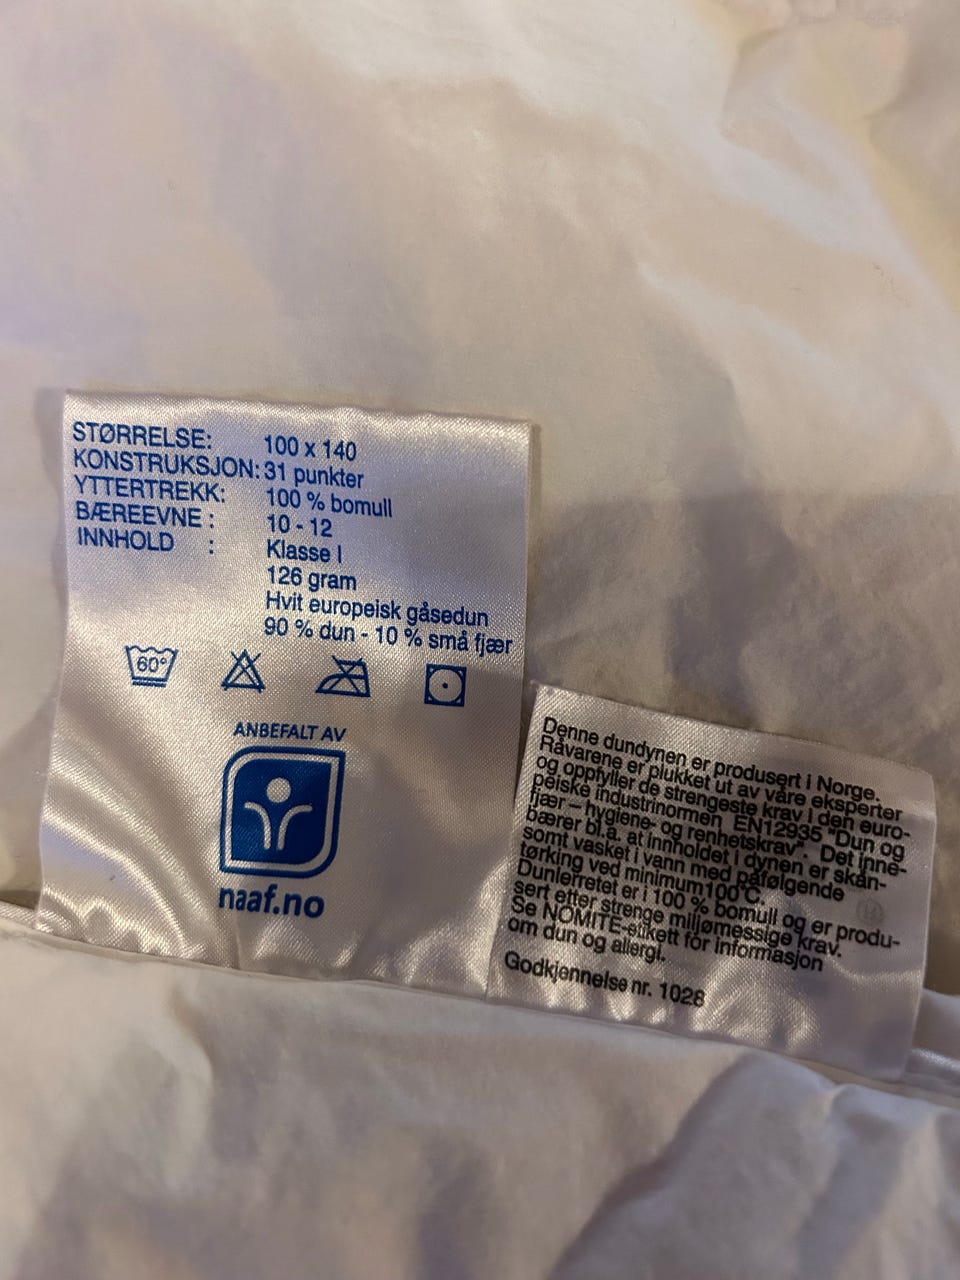 STØRRELSE: 100 x 140
KONSTRUKSJON: 31 punkter
YTTERTREKK: 100 % bomull
BÆREEVNE : 10 - 12
INNHOLD : Klasse I
126 gram
Hvit europeisk gåsedun
90 % dun - 10 % små fjær
60°
ANBEFALT AV
naaf.no
Denne dundynen er produsert i Norge.
Råvarene er plukket ut av våre eksperter
og oppfyller de strengeste krav i den euro-
peiske industrinormen EN12935 "Dun og
fjær – hygiene- og renhetskrav". Det inne-
bærer bl.a. at innholdet i dynen er skån-
somt vasket i vann med påfølgende
tørking ved minimum100°C.
Dunlerretet er i 100 % bomull og er produ-
sert etter strenge miljømessige krav.
Se NOMITE-etikett for informasjon
om dun og allergi.
Godkjennelse nr. 1028